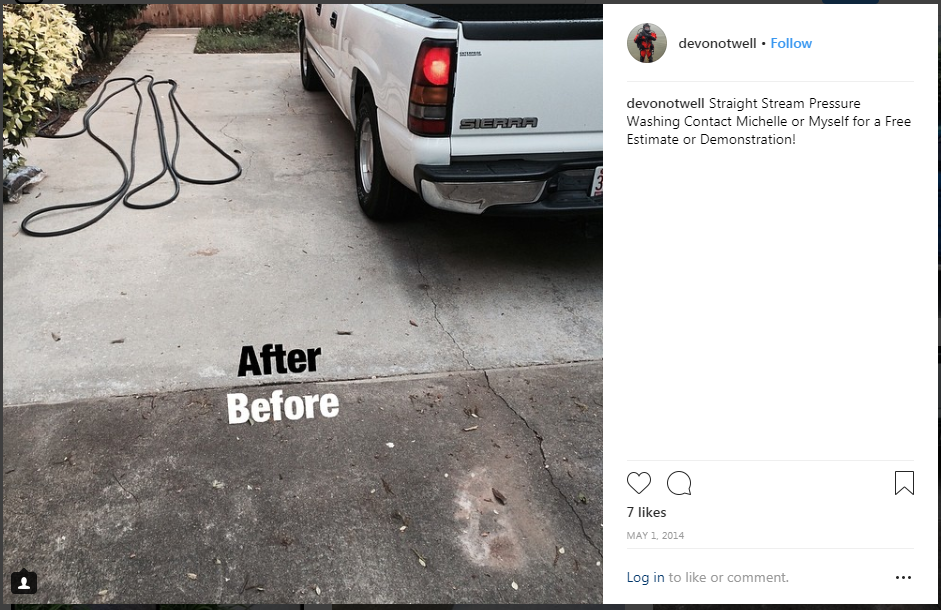 devonotwell • Follow
devonotwell Straight Stream Pressure
Washing Contact Michelle or Myself for a Free
Estimate or Demonstration!
SIERRA
3
After
Before
7 likes
MAY 1, 2014
Log in to like or comment.